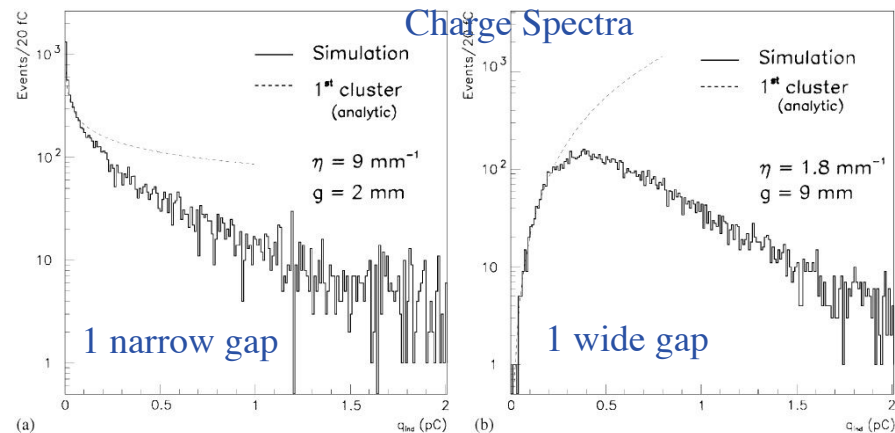 Charge Spectra
Events/20 fC
10³
10²
10
1
Simulation
1ˢᵗ cluster
(analytic)
η = 9 mm⁻¹
g = 2 mm
1 narrow gap
0
0.5
1
1.5
2
(a)
q_ind (pC)
Events/20 fC
10³
10²
10
1
Simulation
1ˢᵗ cluster
(analytic)
η = 1.8 mm⁻¹
g = 9 mm
1 wide gap
0
0.5
1
1.5
2
(b)
q_ind (pC)